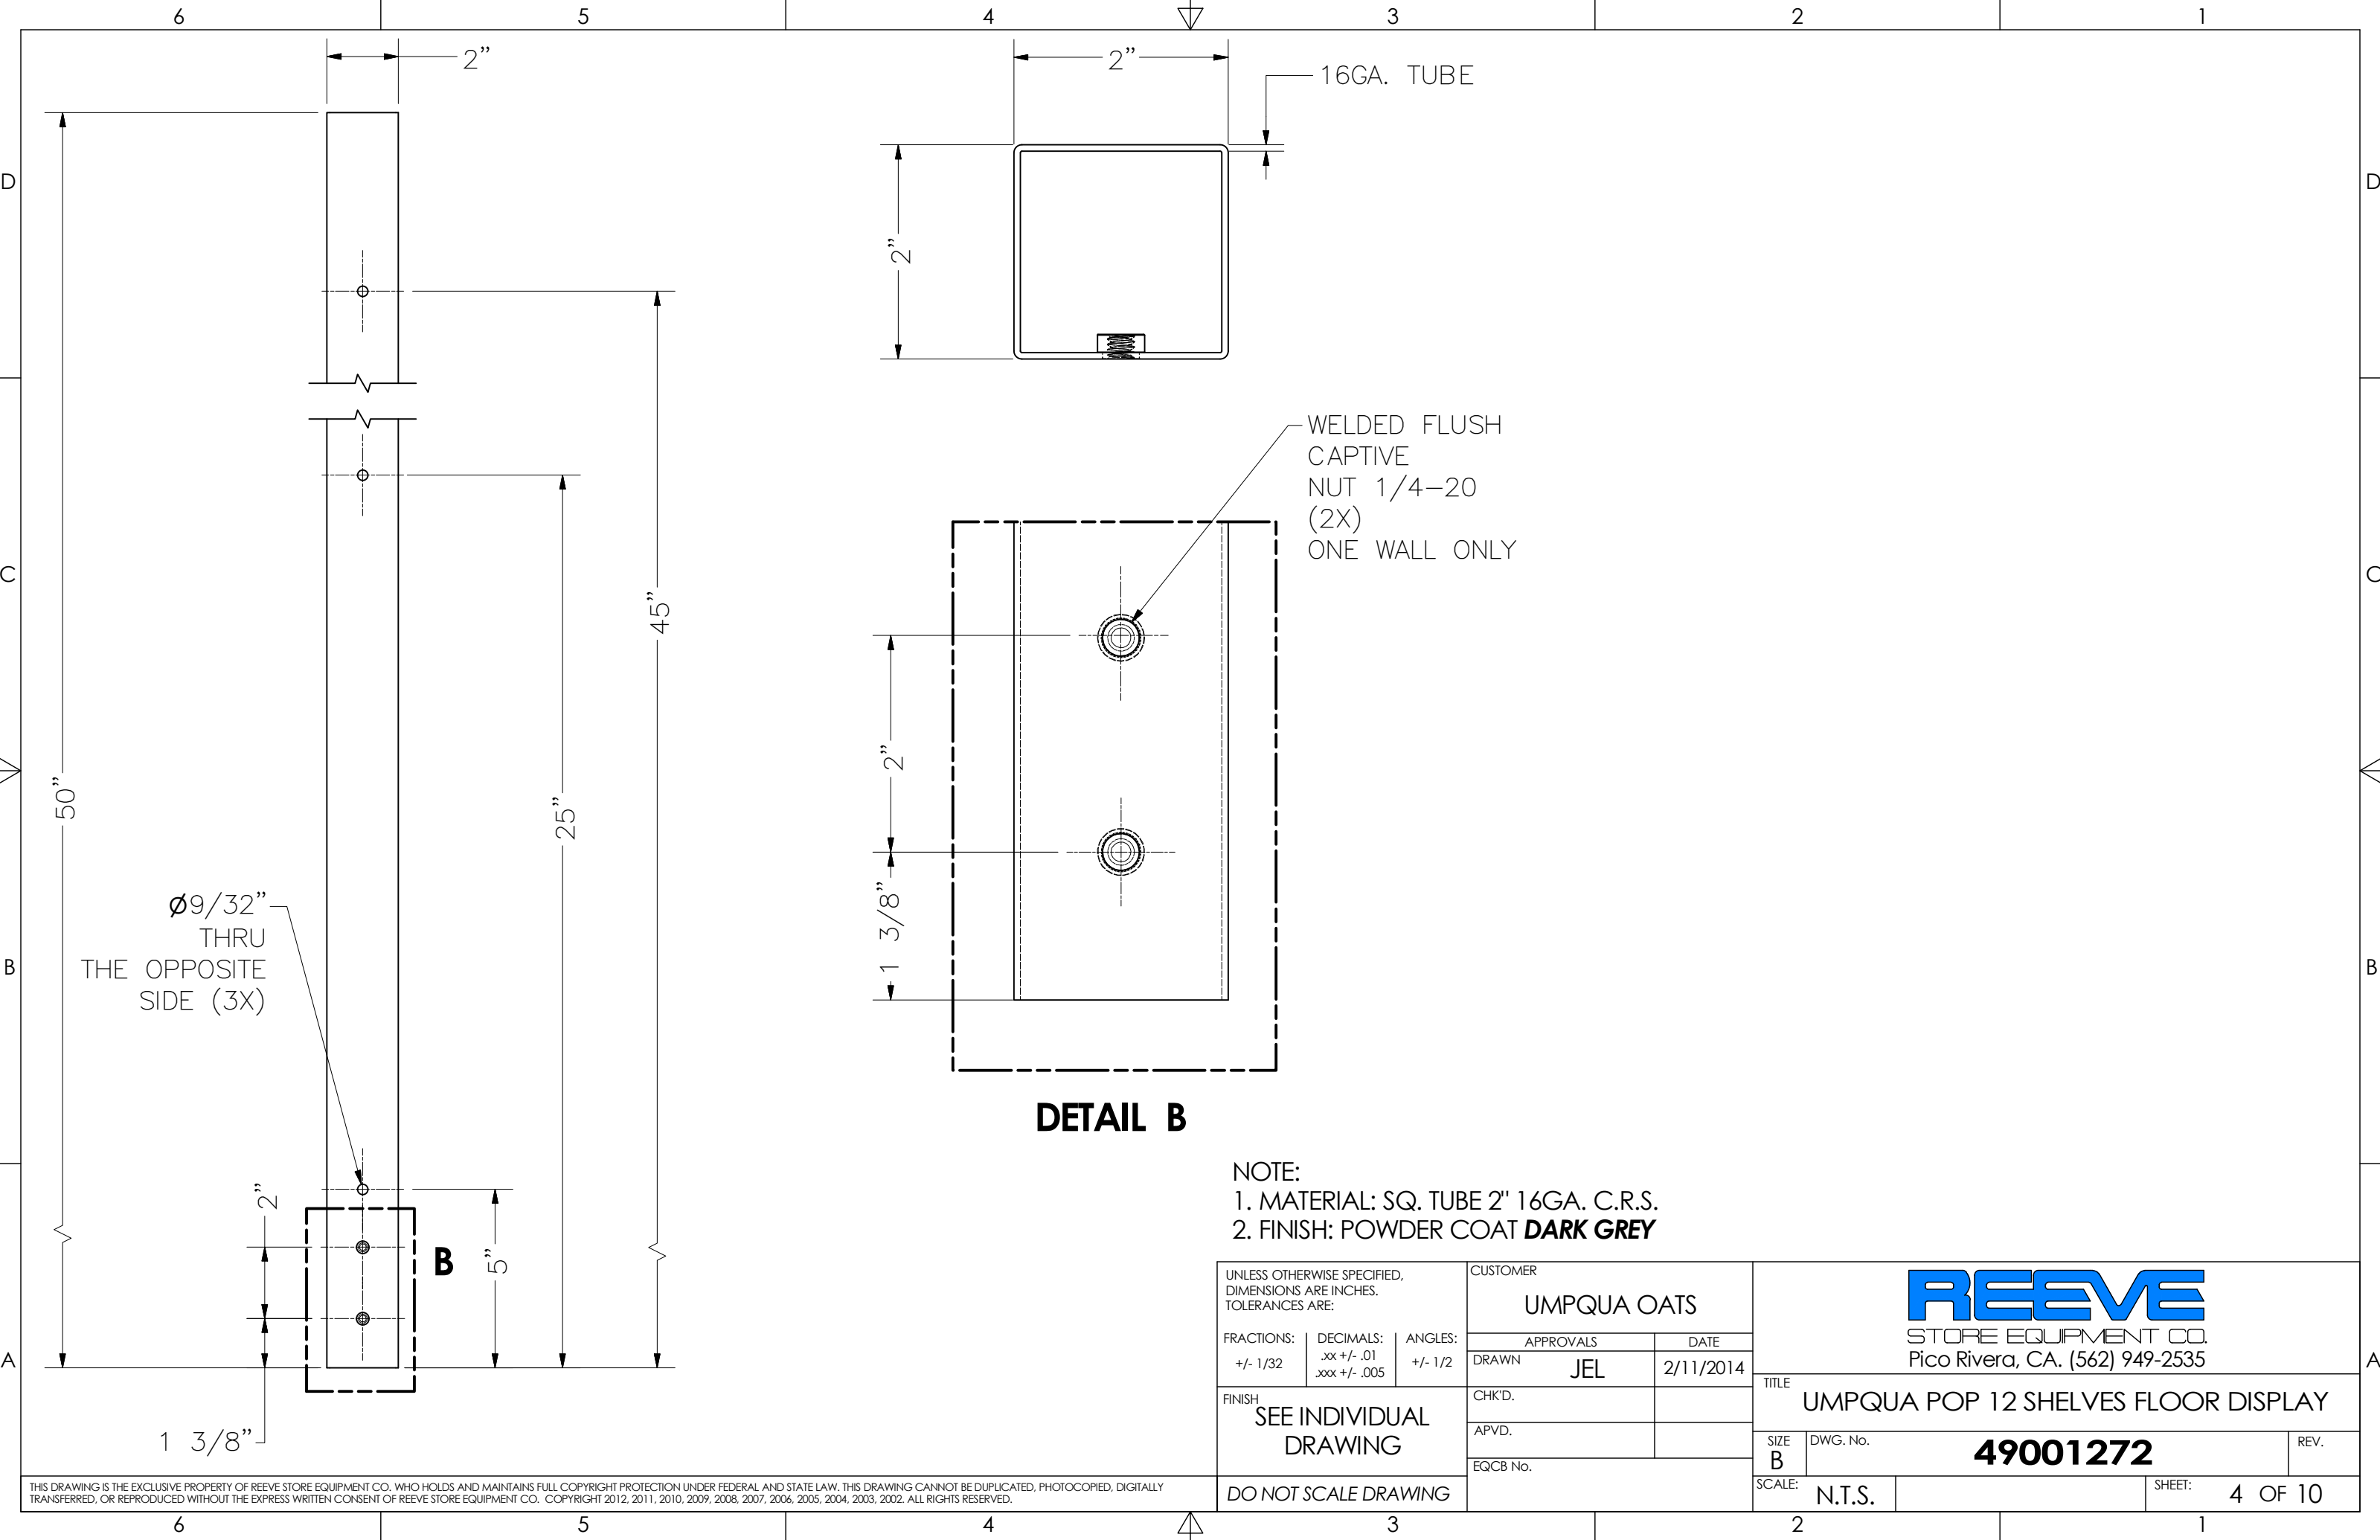 6 5 4 3 2 1
D D
C C
B B
A A
2”
50”
45”
25”
Ø9/32”
THRU
THE OPPOSITE
SIDE (3X)
2”
B
5”
1 3/8”
2”
16GA. TUBE
2”
WELDED FLUSH
CAPTIVE
NUT 1/4–20
(2X)
ONE WALL ONLY
2”
1 3/8”
DETAIL B
NOTE:
1. MATERIAL: SQ. TUBE 2" 16GA. C.R.S.
2. FINISH: POWDER COAT DARK GREY
UNLESS OTHERWISE SPECIFIED,
DIMENSIONS ARE INCHES.
TOLERANCES ARE:
FRACTIONS: DECIMALS: ANGLES:
+/- 1/32 .xx +/- .01 +/- 1/2
.xxx +/- .005
FINISH
SEE INDIVIDUAL
DRAWING
DO NOT SCALE DRAWING
CUSTOMER
UMPQUA OATS
APPROVALS DATE
DRAWN JEL 2/11/2014
CHK'D.
APVD.
EQCB No.
REEVE
STORE EQUIPMENT CO.
Pico Rivera, CA. (562) 949-2535
TITLE
UMPQUA POP 12 SHELVES FLOOR DISPLAY
SIZE DWG. No. REV.
B 49001272
SCALE: N.T.S. SHEET: 4 OF 10
THIS DRAWING IS THE EXCLUSIVE PROPERTY OF REEVE STORE EQUIPMENT CO. WHO HOLDS AND MAINTAINS FULL COPYRIGHT PROTECTION UNDER FEDERAL AND STATE LAW. THIS DRAWING CANNOT BE DUPLICATED, PHOTOCOPIED, DIGITALLY
TRANSFERRED, OR REPRODUCED WITHOUT THE EXPRESS WRITTEN CONSENT OF REEVE STORE EQUIPMENT CO. COPYRIGHT 2012, 2011, 2010, 2009, 2008, 2007, 2006, 2005, 2004, 2003, 2002. ALL RIGHTS RESERVED.
6 5 4 3 2 1